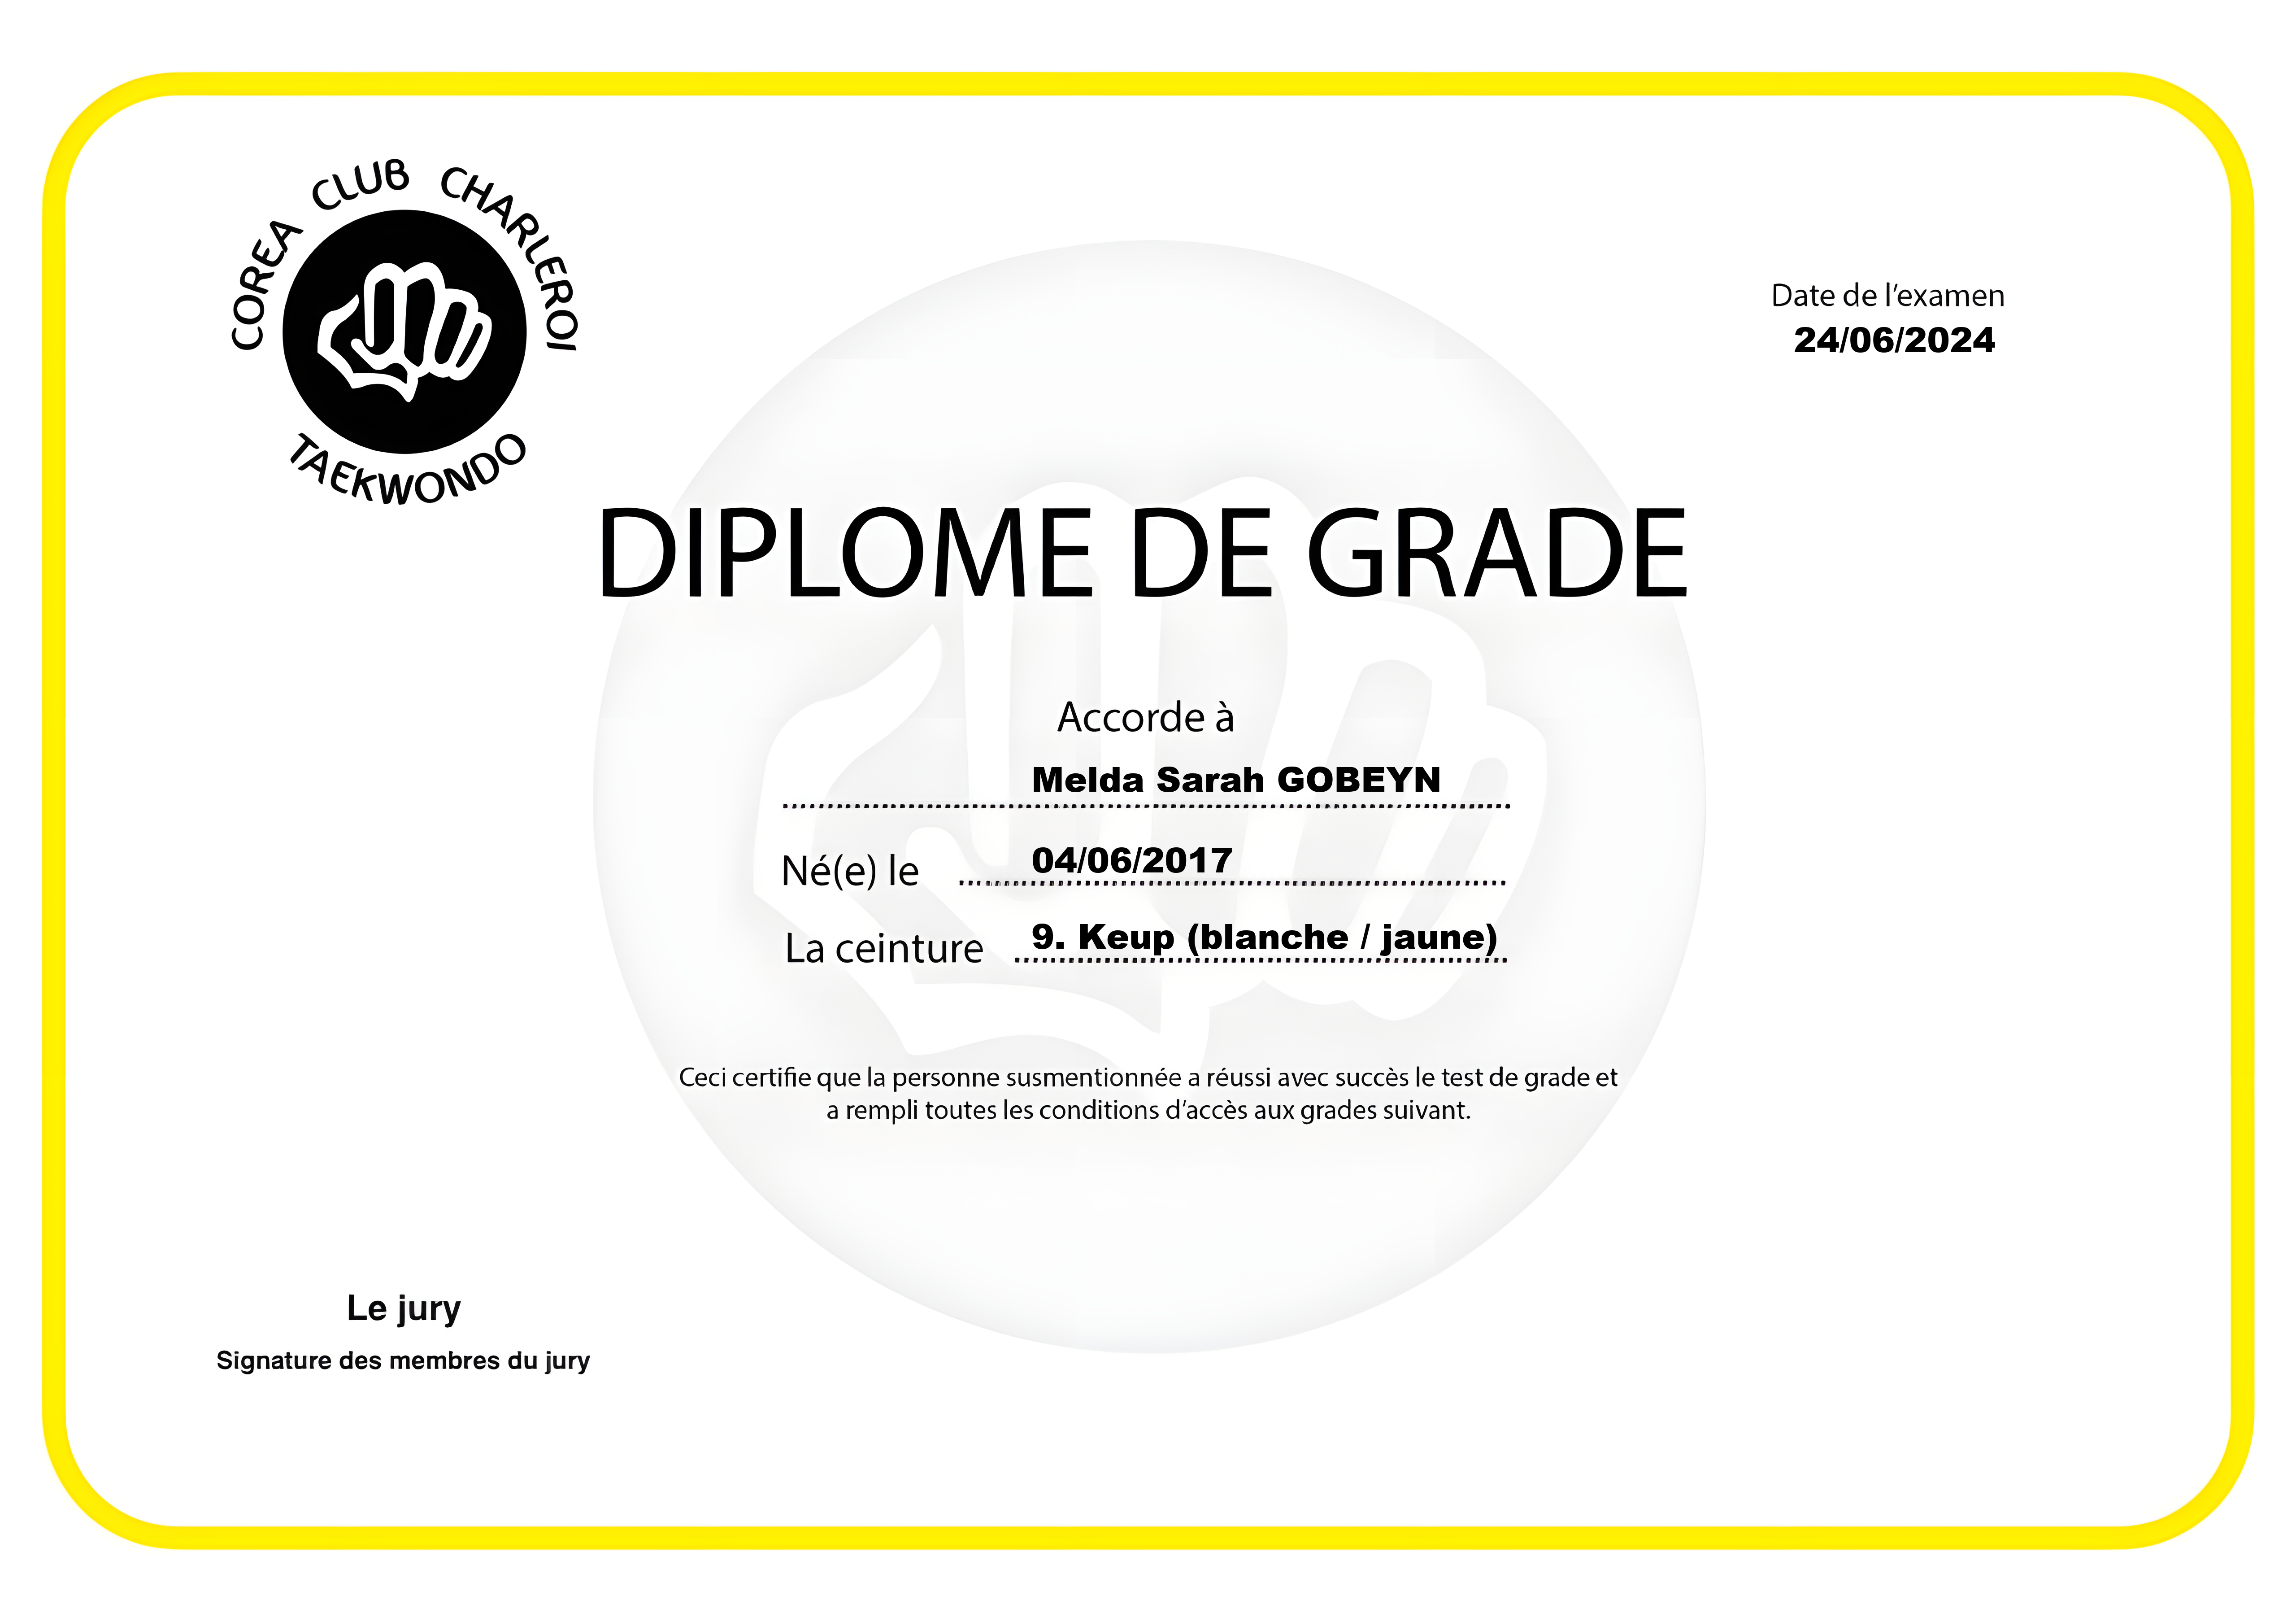 COREA CLUB CHARLEROI
TAEKWONDO
Date de l'examen
24/06/2024
DIPLOME DE GRADE
Accorde à
Melda Sarah GOBEYN
Né(e) le 04/06/2017
La ceinture 9. Keup (blanche / jaune)
Ceci certifie que la personne susmentionnée a réussi avec succès le test de grade et
a rempli toutes les conditions d'accès aux grades suivant.
Le jury
Signature des membres du jury